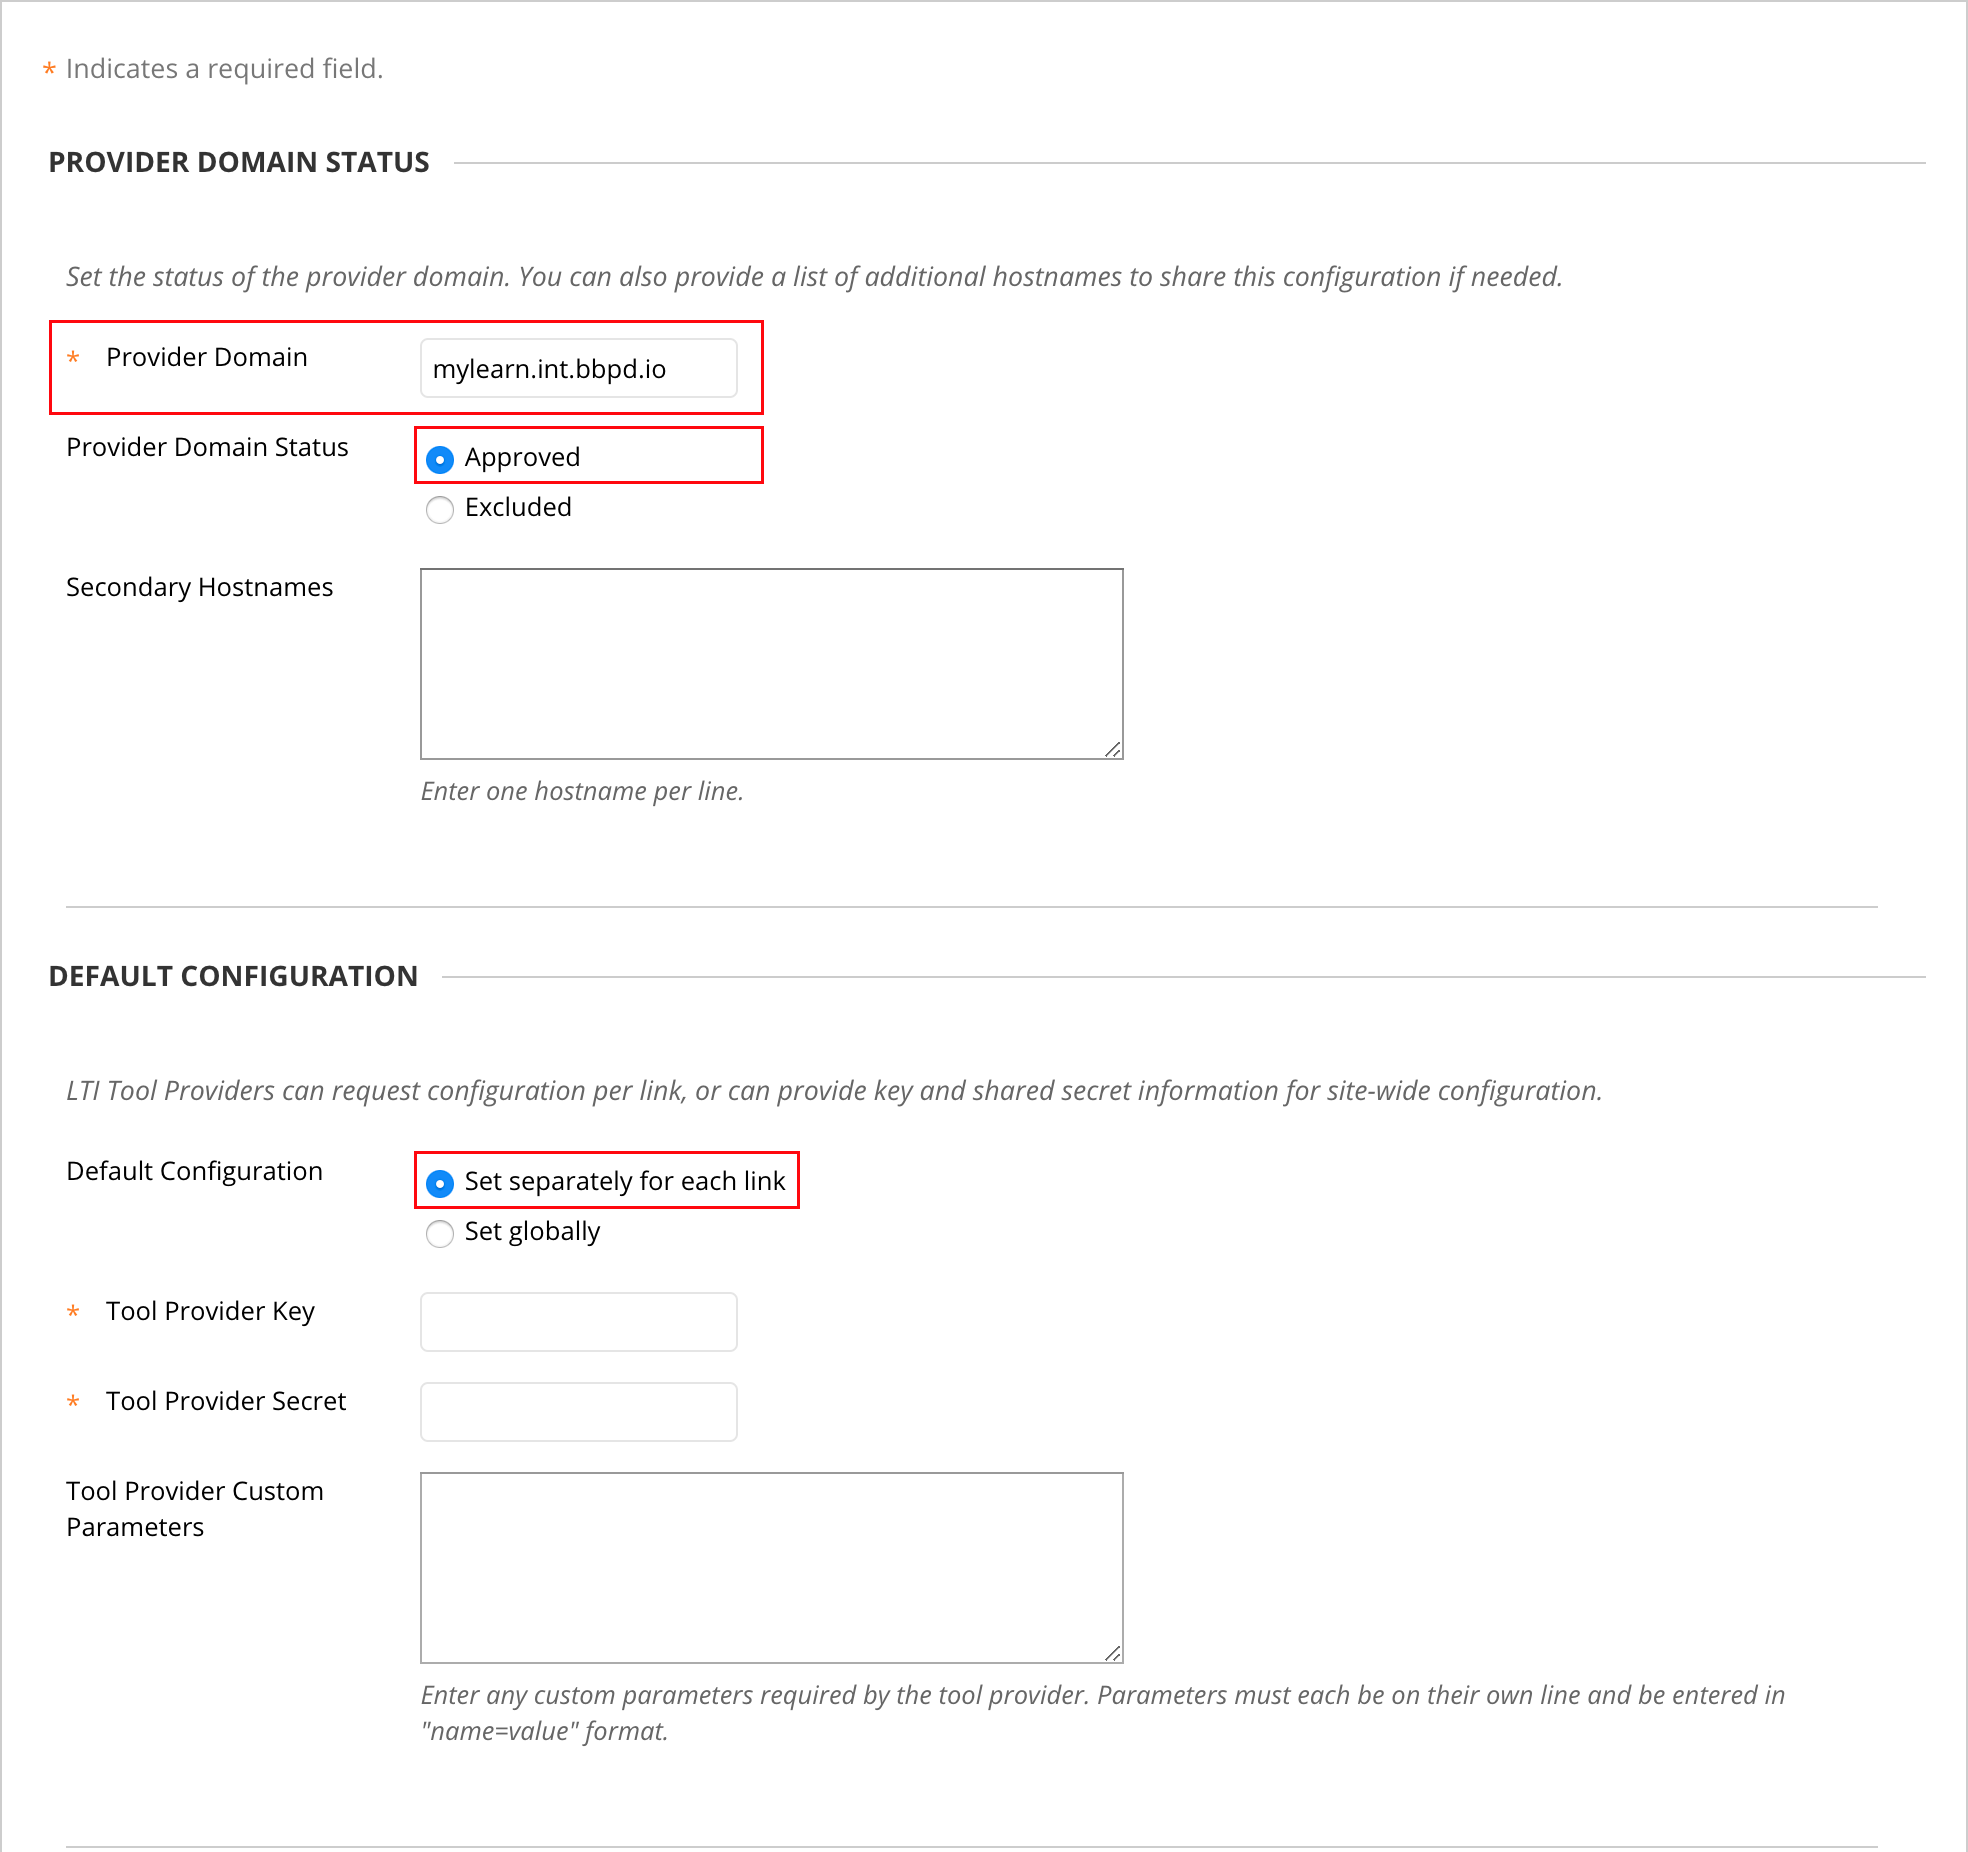 * Indicates a required field.
PROVIDER DOMAIN STATUS
Set the status of the provider domain. You can also provide a list of additional hostnames to share this configuration if needed.
* Provider Domain
mylearn.int.bbpd.io
Provider Domain Status
Approved
Excluded
Secondary Hostnames
Enter one hostname per line.
DEFAULT CONFIGURATION
LTI Tool Providers can request configuration per link, or can provide key and shared secret information for site-wide configuration.
Default Configuration
Set separately for each link
Set globally
* Tool Provider Key
* Tool Provider Secret
Tool Provider Custom
Parameters
Enter any custom parameters required by the tool provider. Parameters must each be on their own line and be entered in
"name=value" format.